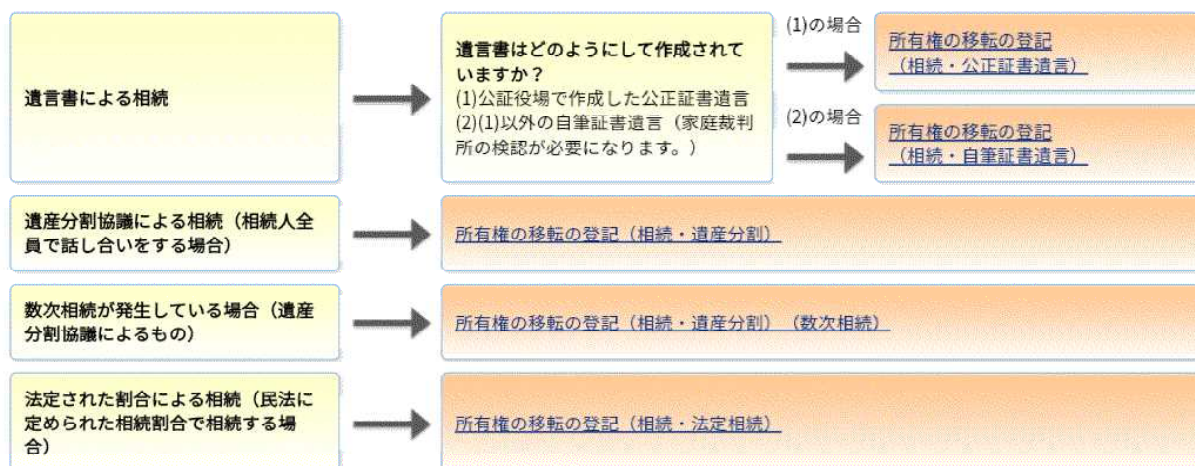 遺言書による相続
遺言書はどのようにして作成されて
いますか？
(1)公証役場で作成した公正証書遺言
(2)(1)以外の自筆証書遺言（家庭裁判
所の検認が必要になります。）
(1)の場合
所有権の移転の登記
（相続・公正証書遺言）
(2)の場合
所有権の移転の登記
（相続・自筆証書遺言）
遺産分割協議による相続（相続人全
員で話し合いをする場合）
所有権の移転の登記（相続・遺産分割）
数次相続が発生している場合（遺産
分割協議によるもの）
所有権の移転の登記（相続・遺産分割）（数次相続）
法定された割合による相続（民法に
定められた相続割合で相続する場
合）
所有権の移転の登記（相続・法定相続）